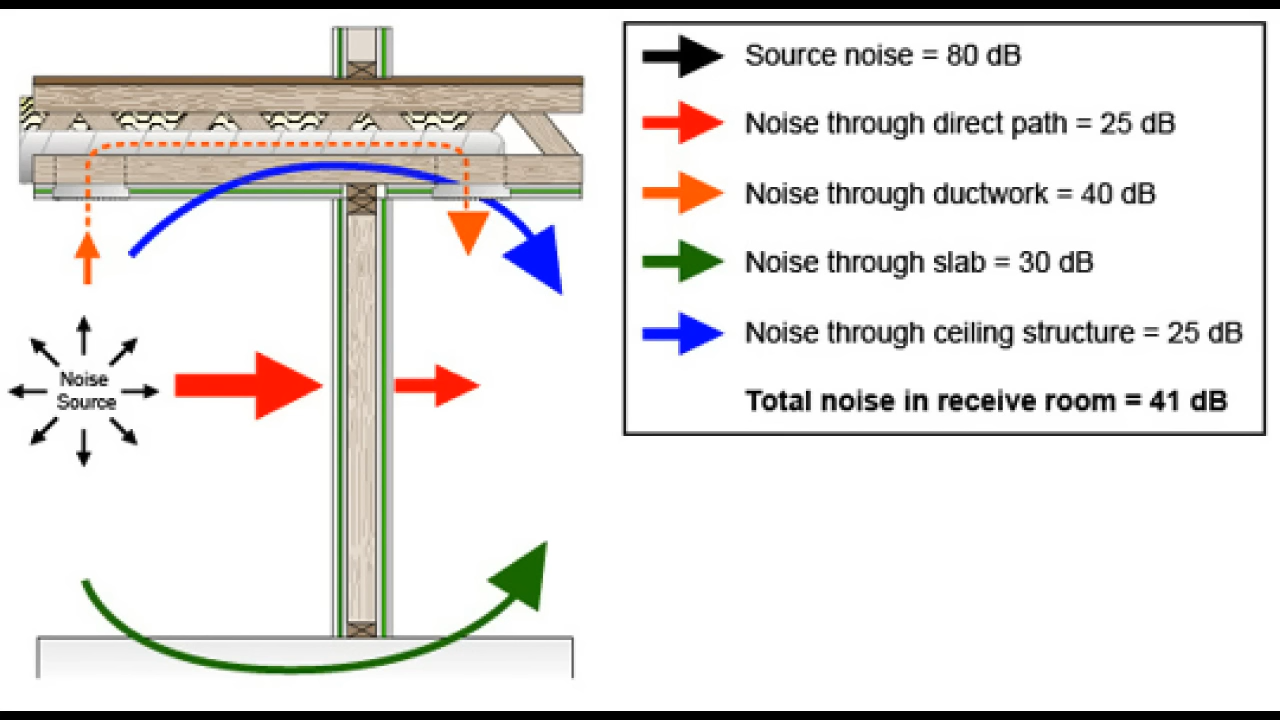 Source noise = 80 dB
Noise through direct path = 25 dB
Noise through ductwork = 40 dB
Noise through slab = 30 dB
Noise through ceiling structure = 25 dB
Total noise in receive room = 41 dB
Noise
Source